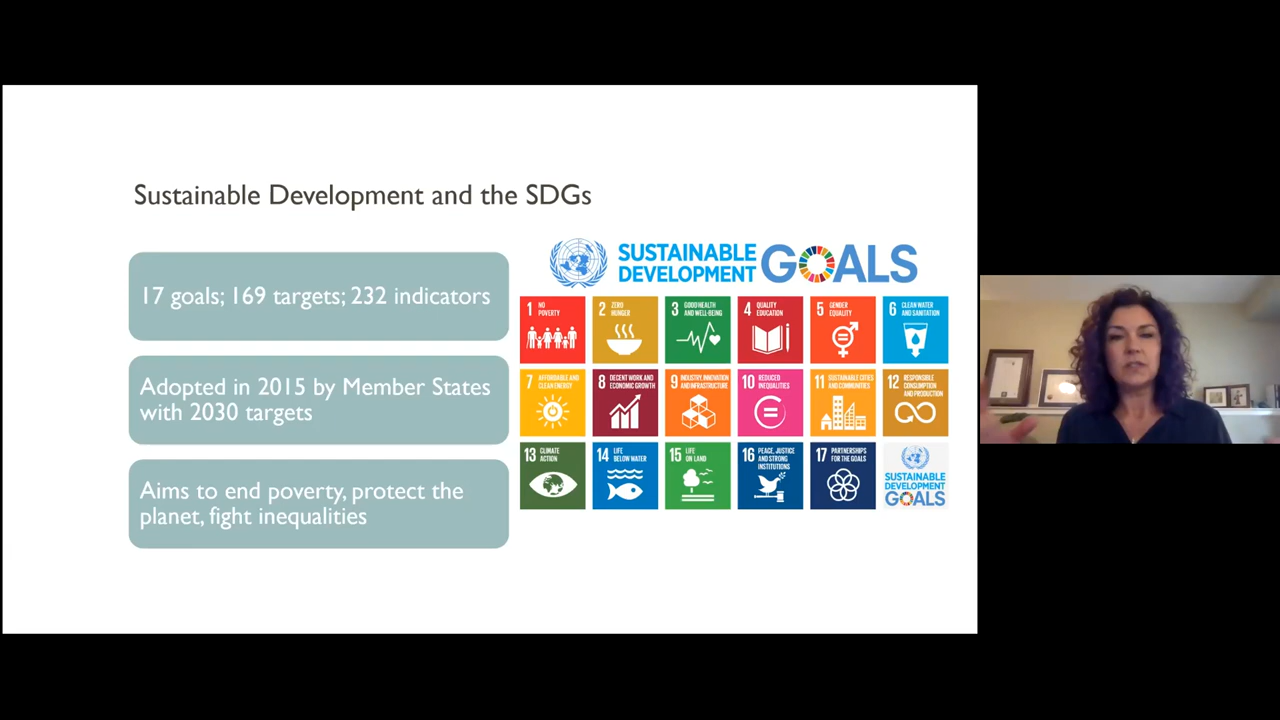 Sustainable Development and the SDGs
17 goals; 169 targets; 232 indicators
Adopted in 2015 by Member States
with 2030 targets
Aims to end poverty, protect the
planet, fight inequalities
SUSTAINABLE
DEVELOPMENT
GOALS
1 NO
POVERTY
2 ZERO
HUNGER
3 GOOD HEALTH
AND WELL-BEING
4 QUALITY
EDUCATION
5 GENDER
EQUALITY
6 CLEAN WATER
AND SANITATION
7 AFFORDABLE AND
CLEAN ENERGY
8 DECENT WORK AND
ECONOMIC GROWTH
9 INDUSTRY, INNOVATION
AND INFRASTRUCTURE
10 REDUCED
INEQUALITIES
11 SUSTAINABLE CITIES
AND COMMUNITIES
12 RESPONSIBLE
CONSUMPTION
AND PRODUCTION
13 CLIMATE
ACTION
14 LIFE
BELOW WATER
15 LIFE
ON LAND
16 PEACE, JUSTICE
AND STRONG
INSTITUTIONS
17 PARTNERSHIPS
FOR THE GOALS
SUSTAINABLE
DEVELOPMENT
GOALS